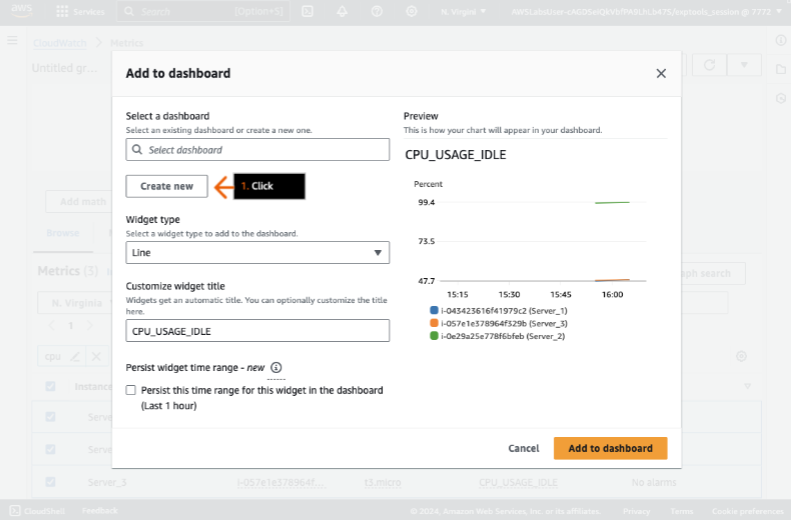 aws
Services
Search
[Option+S]
N. Virginia
CloudWatch
Metrics
Untitled gr...
Add to dashboard
Select a dashboard
Select an existing dashboard or create a new one.
Select dashboard
Create new
1. Click
Widget type
Select a widget type to add to the dashboard.
Line
Customize widget title
Widgets get an automatic title. You can optionally customize the title
here.
CPU_USAGE_IDLE
Persist widget time range - new
Persist this time range for this widget in the dashboard
(Last 1 hour)
Preview
This is how your chart will appear in your dashboard.
CPU_USAGE_IDLE
Percent
99.4
73.5
47.7
15:15 15:30 15:45 16:00
i-043423616f41979c2 (Server_1)
i-057e1e378964f329b (Server_3)
i-0e29a25e778f6bfeb (Server_2)
Cancel
Add to dashboard
Add math
Browse
Metrics (3)
aph search
N. Virginia
1
cpu
Instance
Serve
Serve
Server_3 i-057e1e378964f... t3.micro CPU_USAGE_IDLE No alarms
CloudShell Feedback © 2024, Amazon Web Services, Inc. or its affiliates. Privacy Terms Cookie preferences